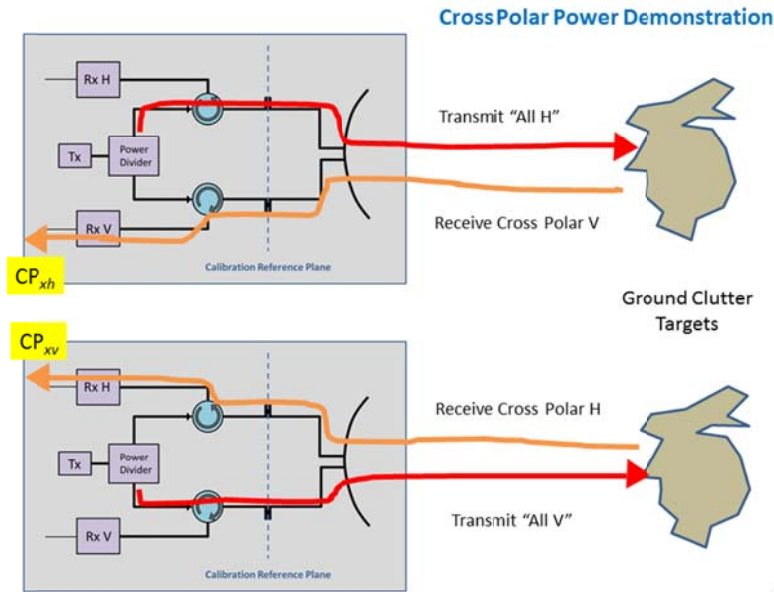 Cross Polar Power Demonstration
Rx H
Transmit "All H"
Tx
Power
Divider
Receive Cross Polar V
Rx V
Calibration Reference Plane
CPxh
Ground Clutter
Targets
CPxv
Rx H
Receive Cross Polar H
Tx
Power
Divider
Transmit "All V"
Rx V
Calibration Reference Plane